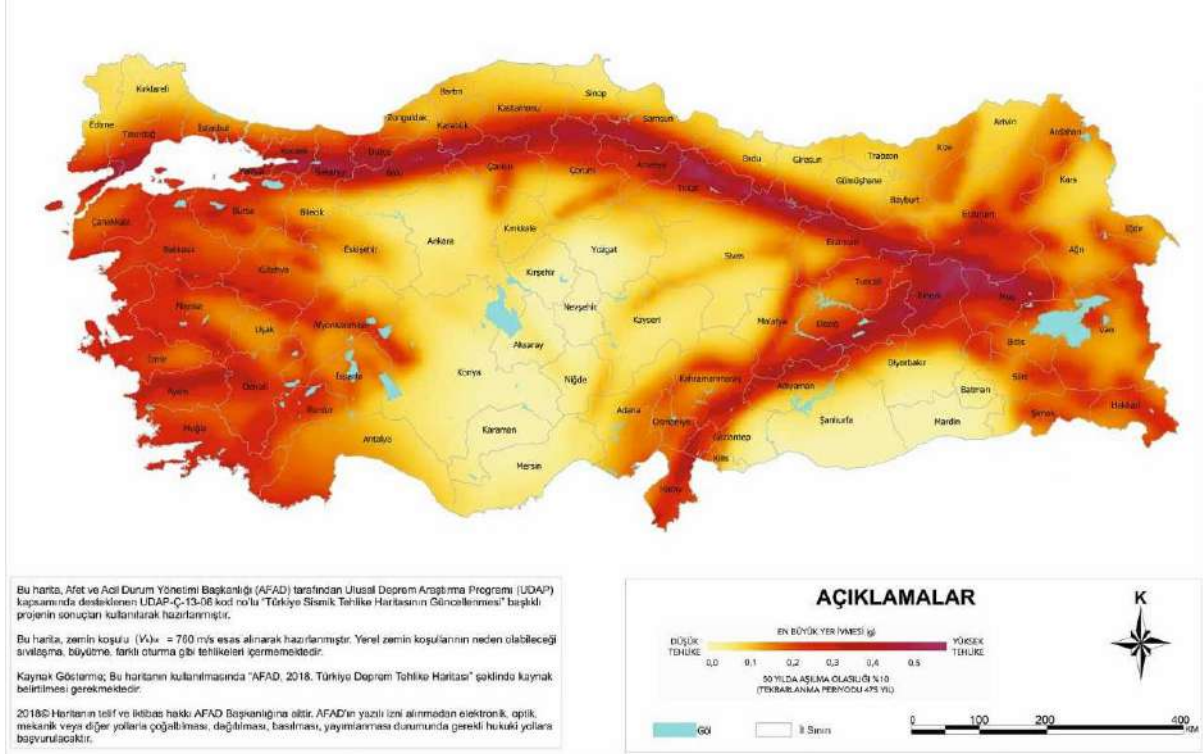 Kırklareli
Edirne
Tekirdağ
İstanbul
Zonguldak
Bartın
Karabük
Kastamonu
Sinop
Samsun
Ordu
Giresun
Trabzon
Rize
Artvin
Ardahan
Kars
Gümüşhane
Bayburt
Erzurum
Iğdır
Ağrı
Kocaeli
Yalova
Sakarya
Düzce
Bolu
Çankırı
Çorum
Amasya
Tokat
Çanakkale
Bursa
Bilecik
Eskişehir
Ankara
Kırıkkale
Yozgat
Sivas
Erzincan
Tunceli
Bingöl
Muş
Balıkesir
Kütahya
Kırşehir
Nevşehir
Kayseri
Malatya
Elazığ
Bitlis
Van
Manisa
Uşak
Afyonkarahisar
Aksaray
Konya
Niğde
Kahramanmaraş
Adıyaman
Diyarbakır
Batman
Siirt
Hakkari
Şırnak
İzmir
Aydın
Denizli
Isparta
Burdur
Muğla
Antalya
Karaman
Mersin
Adana
Osmaniye
Gaziantep
Kilis
Hatay
Şanlıurfa
Mardin
Bu harita, Afet ve Acil Durum Yönetimi Başkanlığı (AFAD) tarafından Ulusal Deprem Araştırma Programı (UDAP)
kapsamında desteklenen UDAP-Ç-13-06 kod no'lu "Türkiye Sismik Tehlike Haritasının Güncellenmesi" başlıklı
projenin sonuçları kullanılarak hazırlanmıştır.
Bu harita, zemin koşulu (Vs)30 = 760 m/s esas alınarak hazırlanmıştır. Yerel zemin koşullarının neden olabileceği
sıvılaşma, büyütme, farklı oturma gibi tehlikeleri içermemektedir.
Kaynak Gösterme; Bu haritanın kullanılmasında "AFAD, 2018. Türkiye Deprem Tehlike Haritası" şeklinde kaynak
belirtilmesi gerekmektedir.
2018© Haritanın telif ve iktibas hakkı AFAD Başkanlığına aittir. AFAD'ın yazılı izni alınmadan elektronik, optik,
mekanik veya diğer yollarla çoğaltılması, dağıtılması, basılması, yayımlanması durumunda gerekli hukuki yollara
başvurulacaktır.
AÇIKLAMALAR
K
EN BÜYÜK YER İVMESİ (g)
DÜŞÜK
TEHLİKE
YÜKSEK
TEHLİKE
0,0 0,1 0,2 0,3 0,4 0.5
50 YILDA AŞILMA OLASILIĞI %10
(TEKRARLANMA PERİYODU 475 YIL)
Göl
İl Sınırı
0 100 200 400
KM